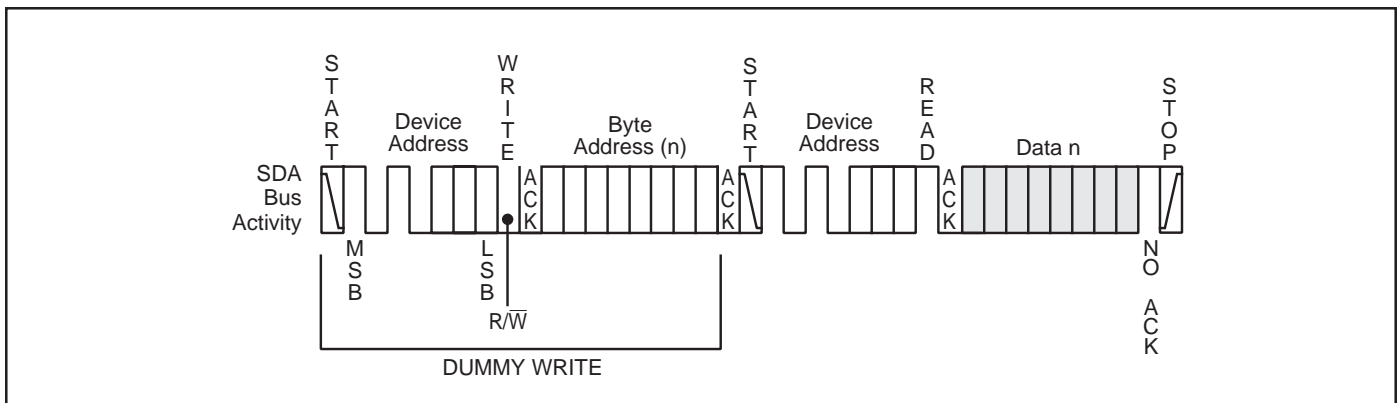 START
WRITE
START
READ
STOP
Device
Address
Byte
Address (n)
Device
Address
Data n
SDA
Bus
Activity
ACK
ACK
ACK
MSB
LSB
R/W̅
NO ACK
DUMMY WRITE